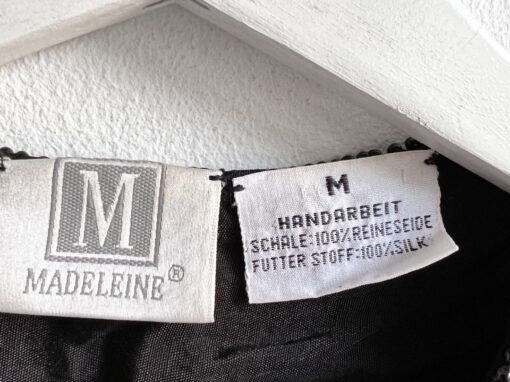 M
MADELEINE®
M
HANDARBEIT
SCHALE:100%REINESEIDE
FUTTER STOFF:100%SILK